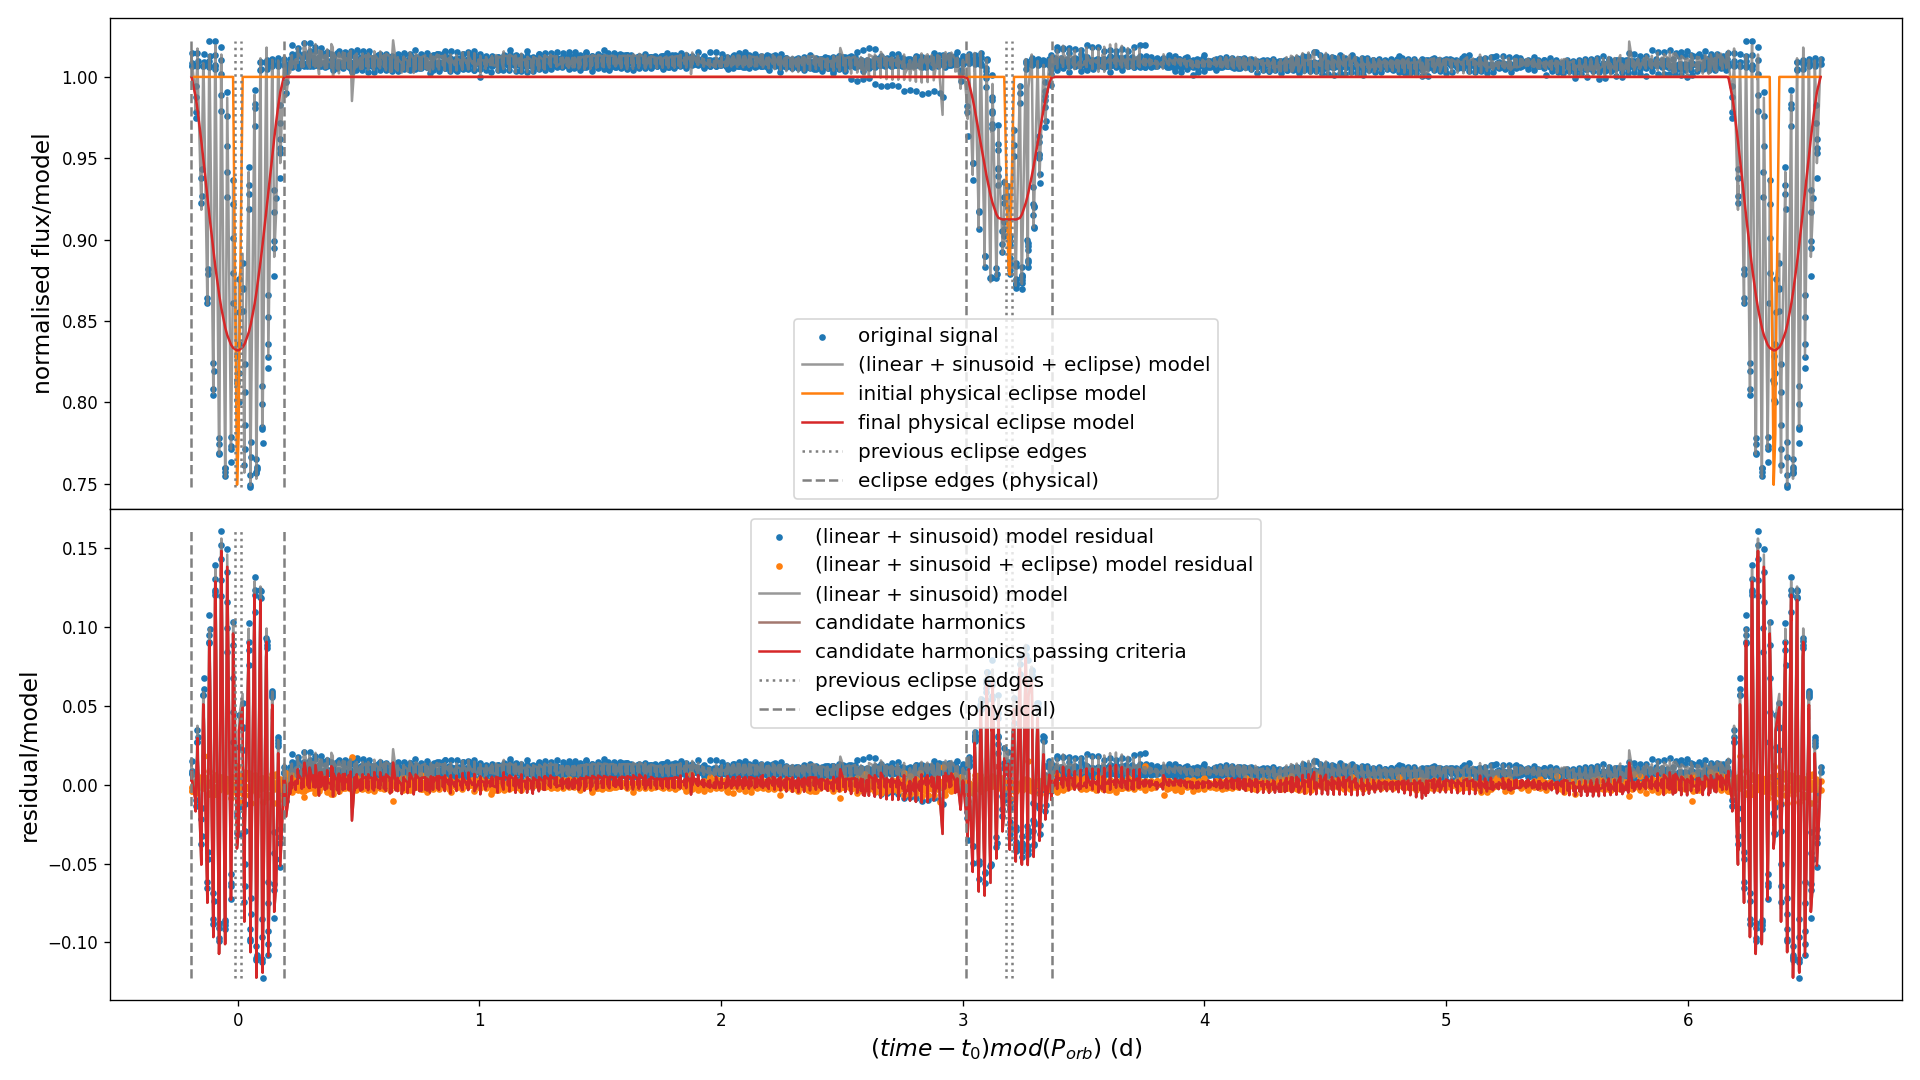 normalised flux/model
1.00
0.95
0.90
0.85
0.80
0.75
original signal
(linear + sinusoid + eclipse) model
initial physical eclipse model
final physical eclipse model
previous eclipse edges
eclipse edges (physical)
residual/model
0.15
0.10
0.05
0.00
−0.05
−0.10
(linear + sinusoid) model residual
(linear + sinusoid + eclipse) model residual
(linear + sinusoid) model
candidate harmonics
candidate harmonics passing criteria
previous eclipse edges
eclipse edges (physical)
0 1 2 3 4 5 6
(time − t₀)mod(P_orb) (d)